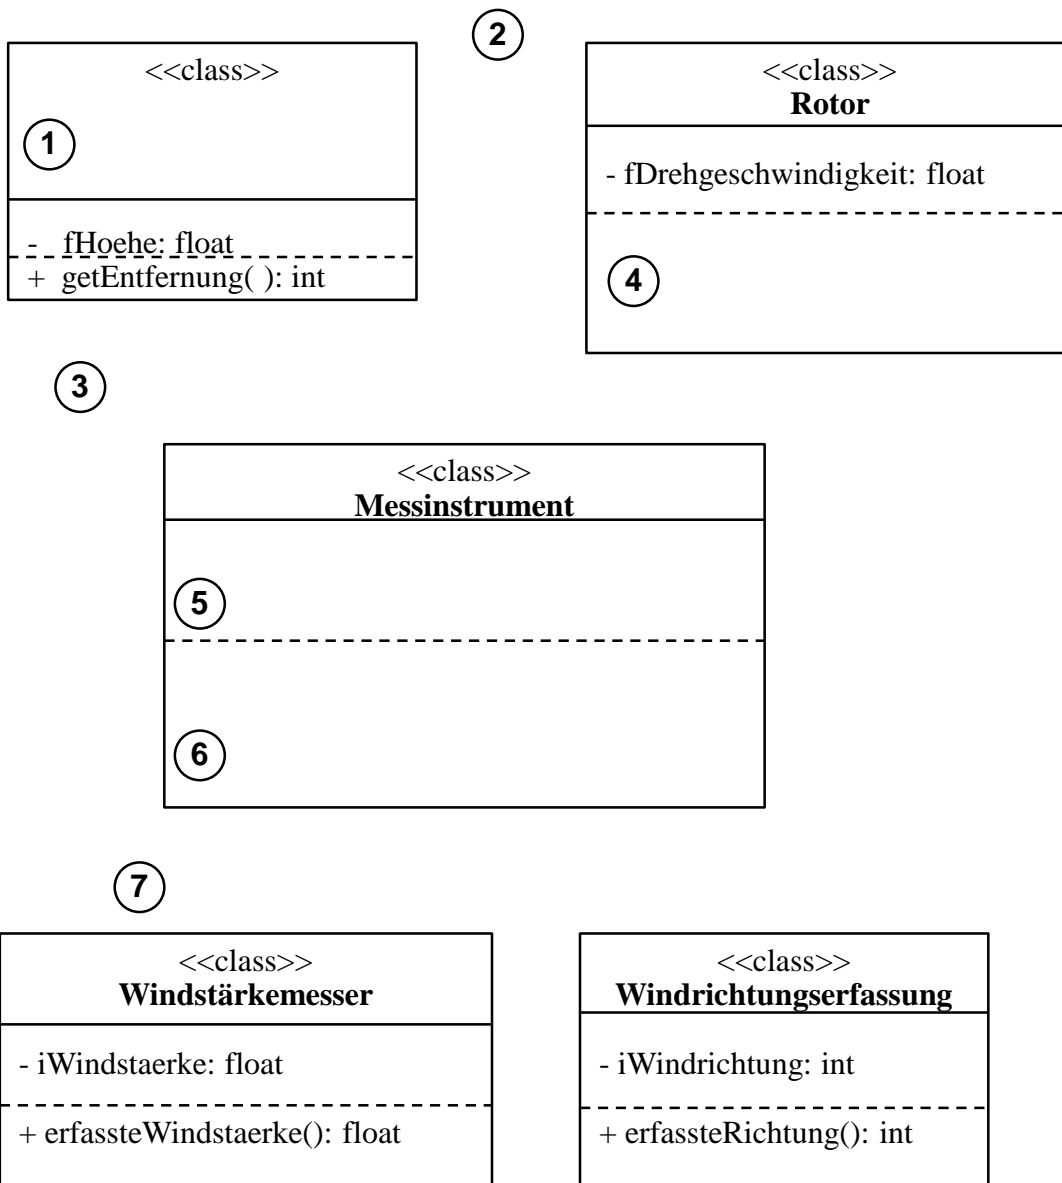 2
<<class>>
1
- fHoehe: float
+ getEntfernung( ): int
<<class>>
Rotor
- fDrehgeschwindigkeit: float
4
3
<<class>>
Messinstrument
5
6
7
<<class>>
Windstärkemesser
- iWindstaerke: float
+ erfassteWindstaerke(): float
<<class>>
Windrichtungserfassung
- iWindrichtung: int
+ erfassteRichtung(): int